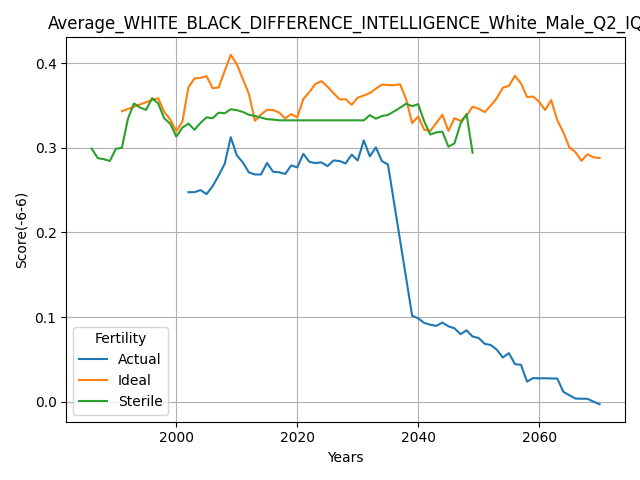 Average_WHITE_BLACK_DIFFERENCE_INTELLIGENCE_White_Male_Q2_IQ
Score(-6-6)
0.4
0.3
0.2
0.1
0.0
Fertility
Actual
Ideal
Sterile
2000 2020 2040 2060
Years